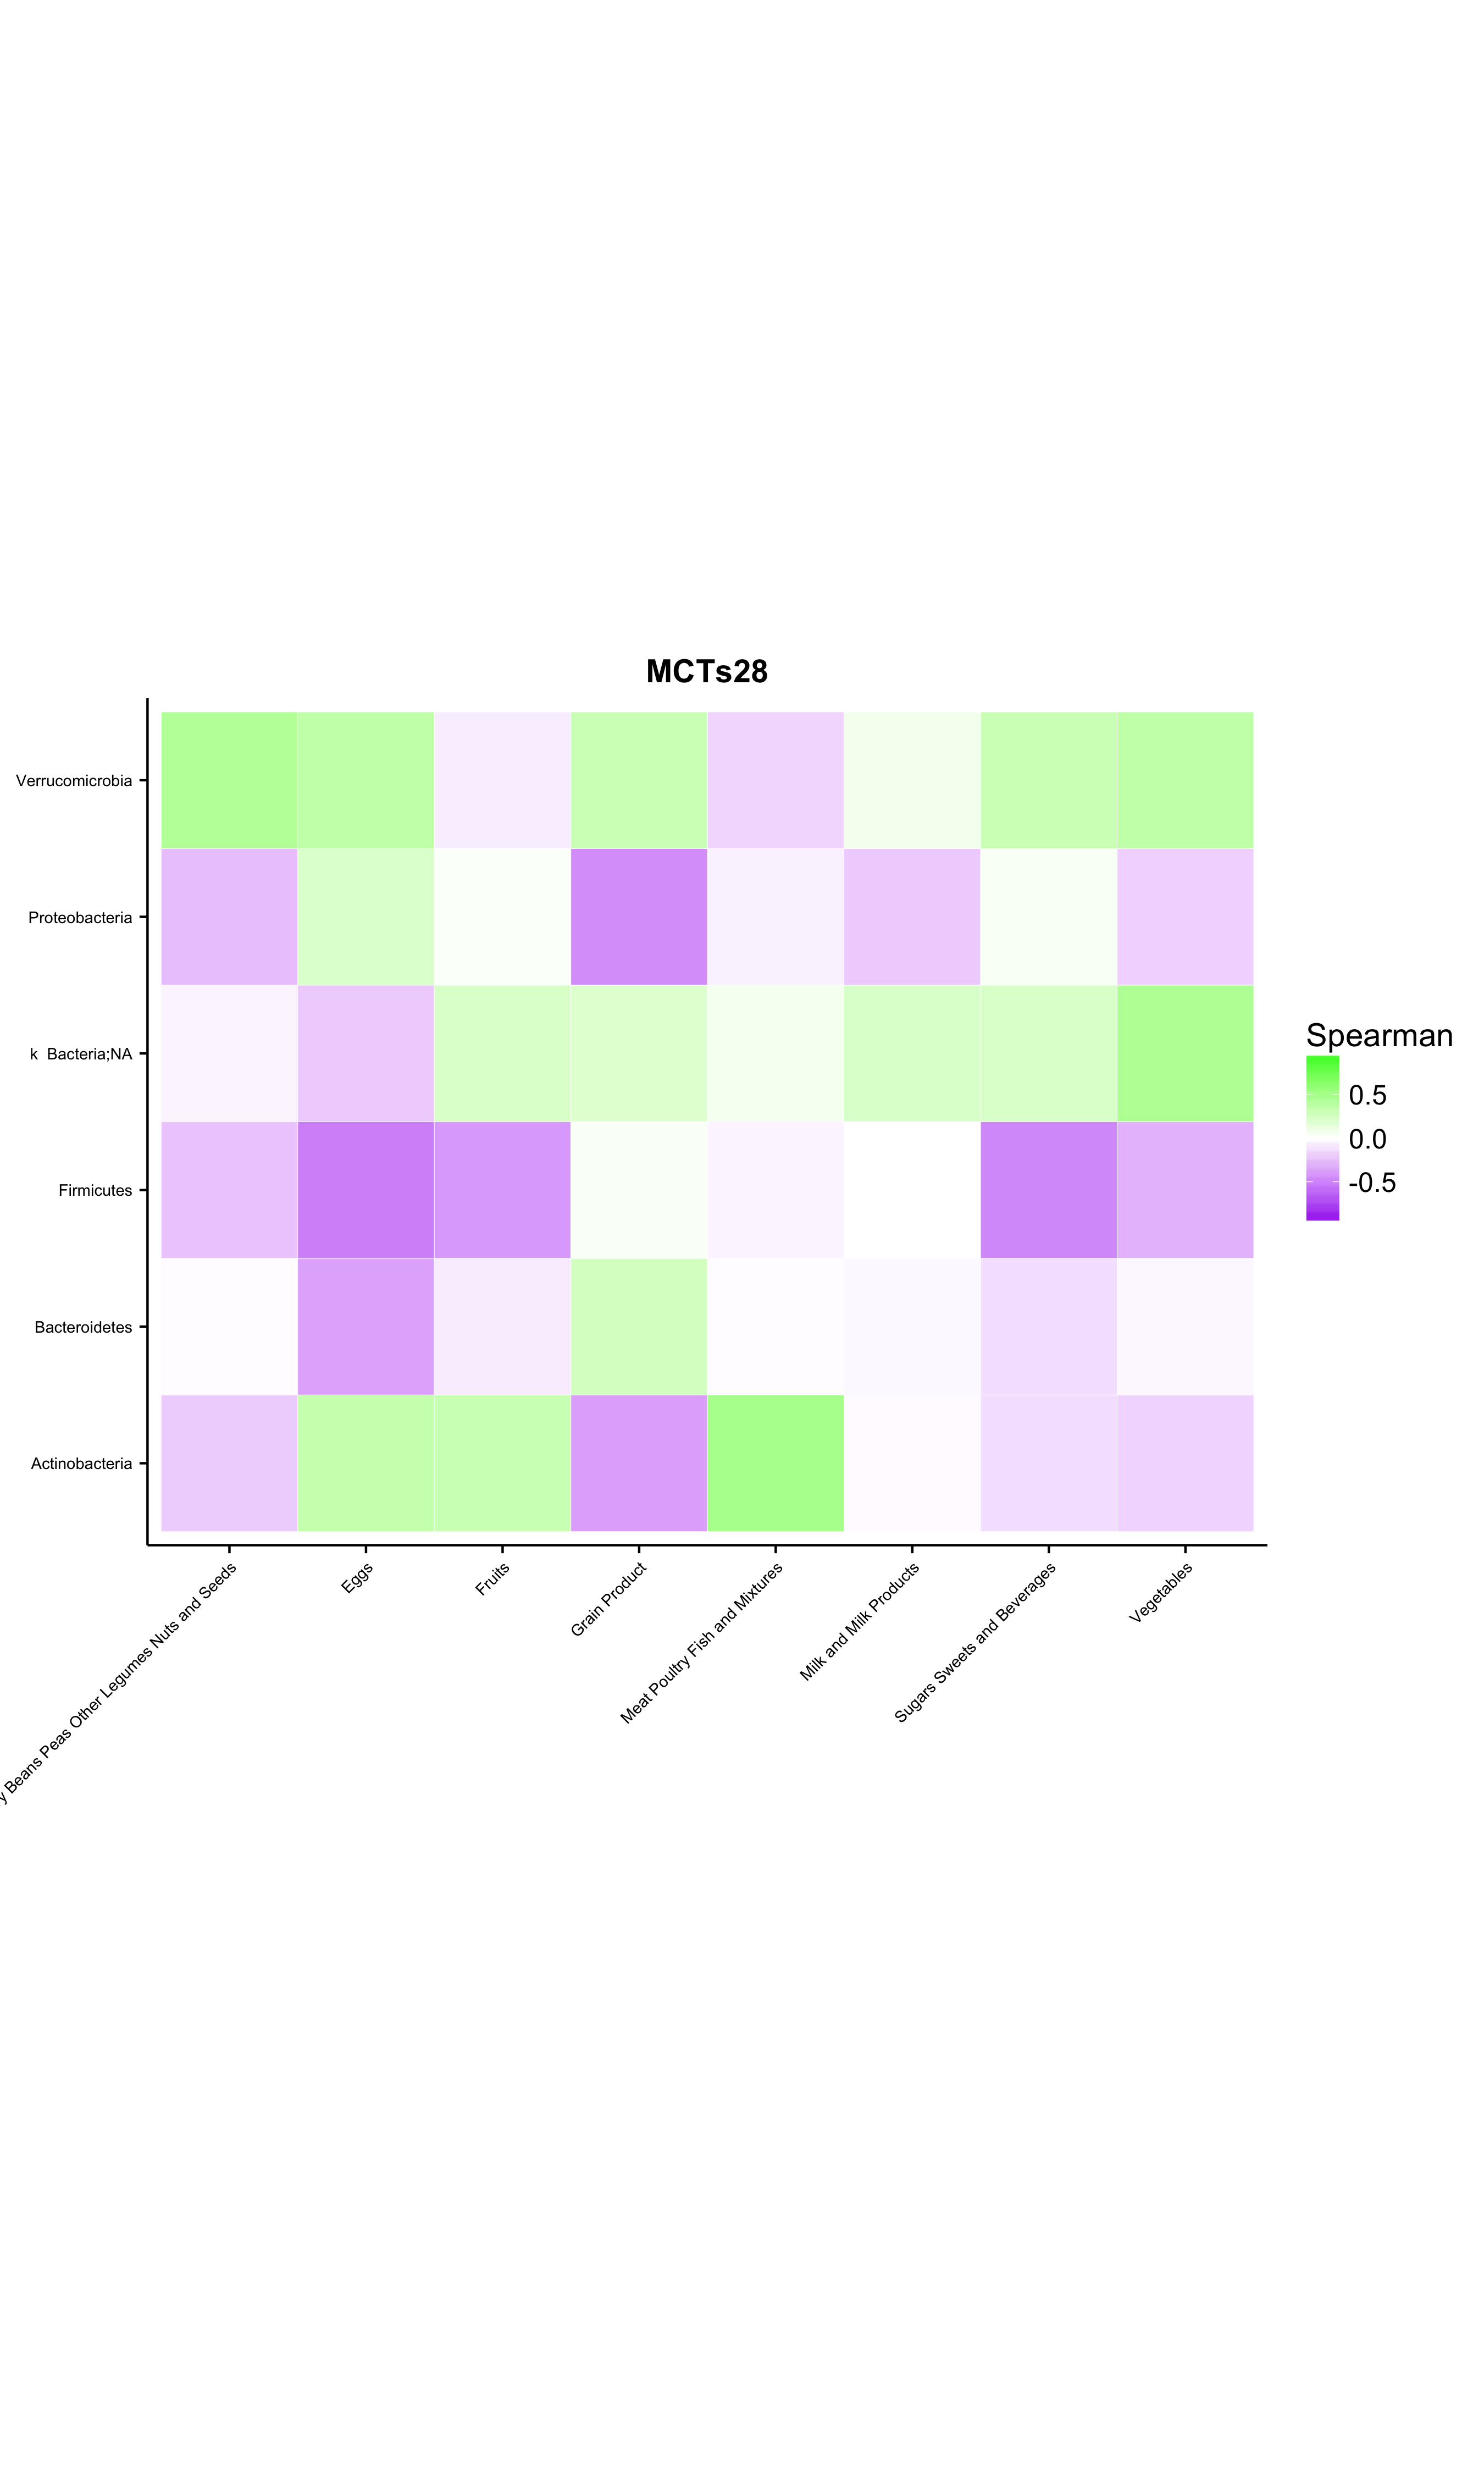 MCTs28
Verrucomicrobia
Proteobacteria
k Bacteria;NA
Firmicutes
Bacteroidetes
Actinobacteria
Beans Peas Other Legumes Nuts and Seeds
Eggs
Fruits
Grain Product
Meat Poultry Fish and Mixtures
Milk and Milk Products
Sugars Sweets and Beverages
Vegetables
Spearman
0.5
0.0
-0.5